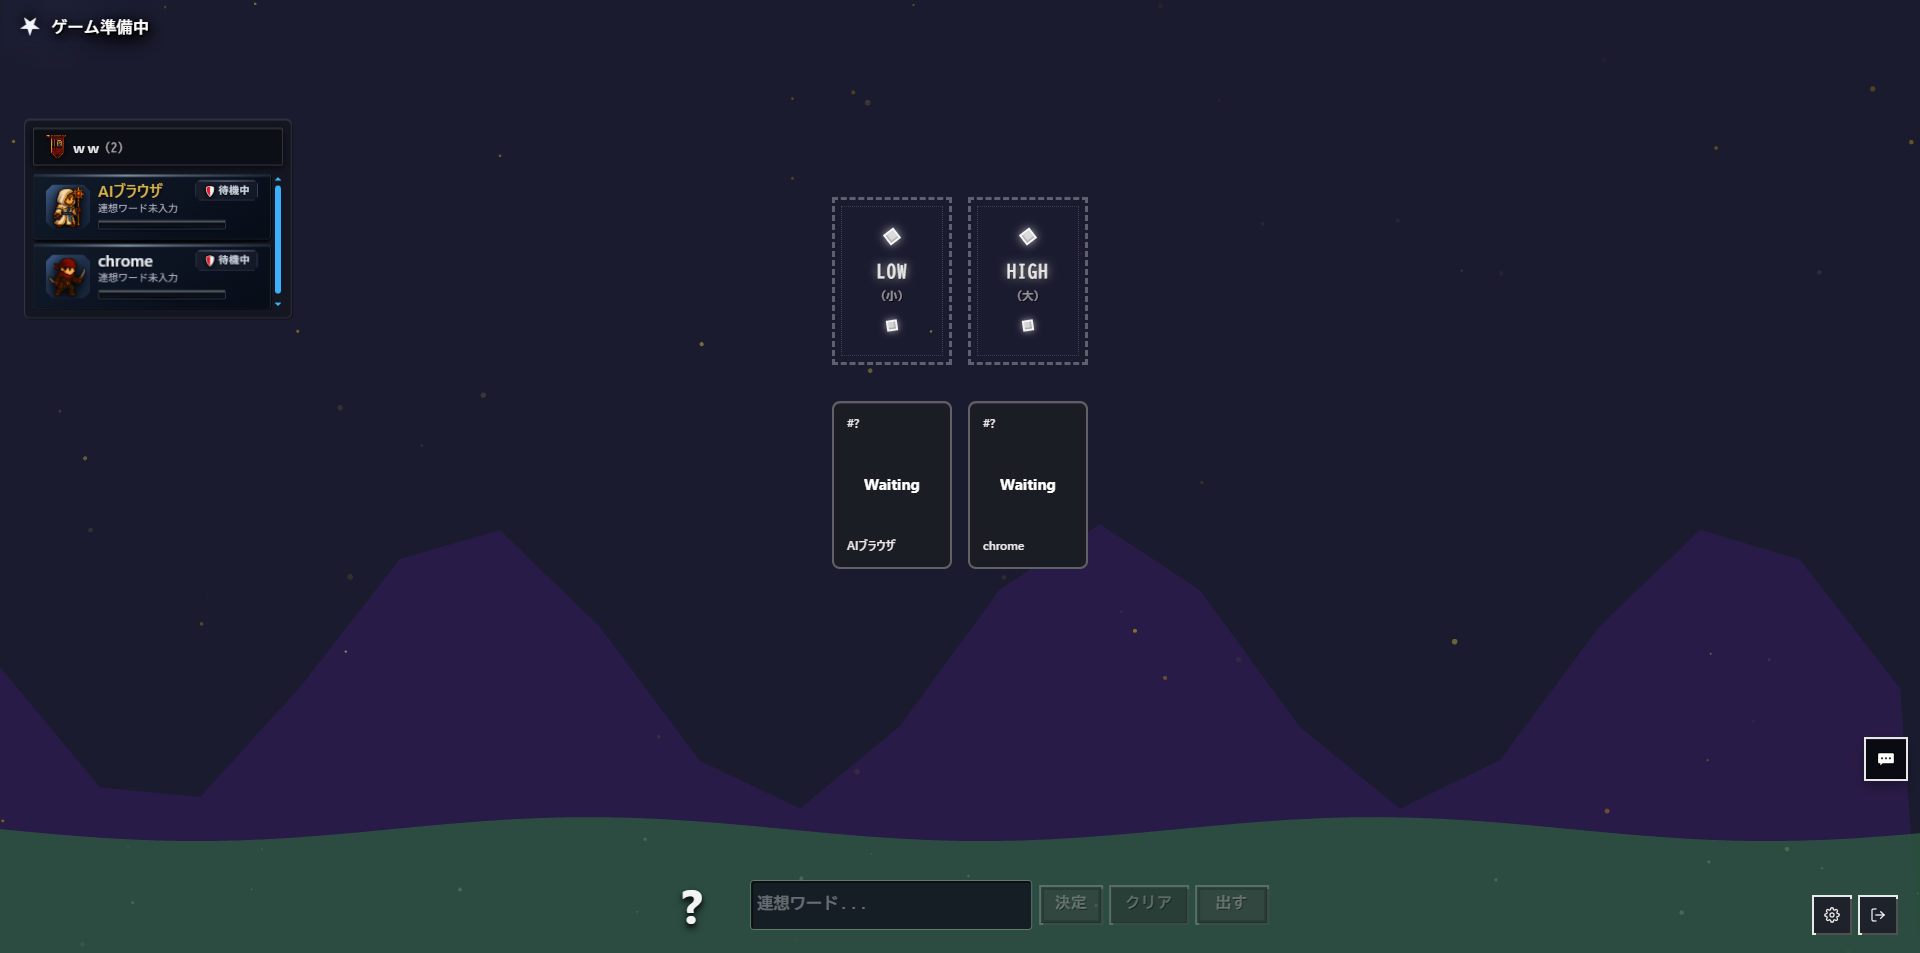 ゲーム準備中
ww (2)
AIブラウザ
待機中
連想ワード未入力
chrome
待機中
連想ワード未入力
LOW
(小)
HIGH
(大)
#?
Waiting
AIブラウザ
#?
Waiting
chrome
?
連想ワード...
決定
クリア
出す